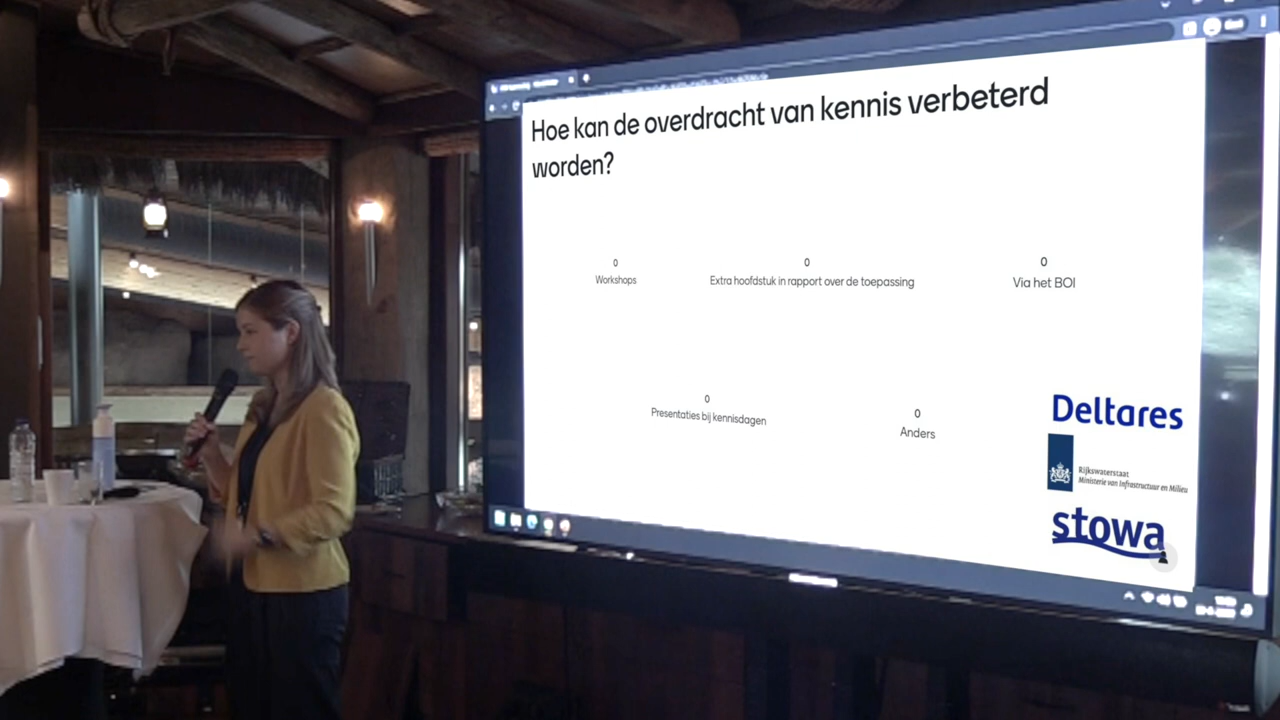 Hoe kan de overdracht van kennis verbeterd
worden?
0
Workshops
0
Extra hoofdstuk in rapport over de toepassing
0
Via het BOI
0
Presentaties bij kennisdagen
0
Anders
Deltares
Rijkswaterstaat
Ministerie van Infrastructuur en Milieu
stowa